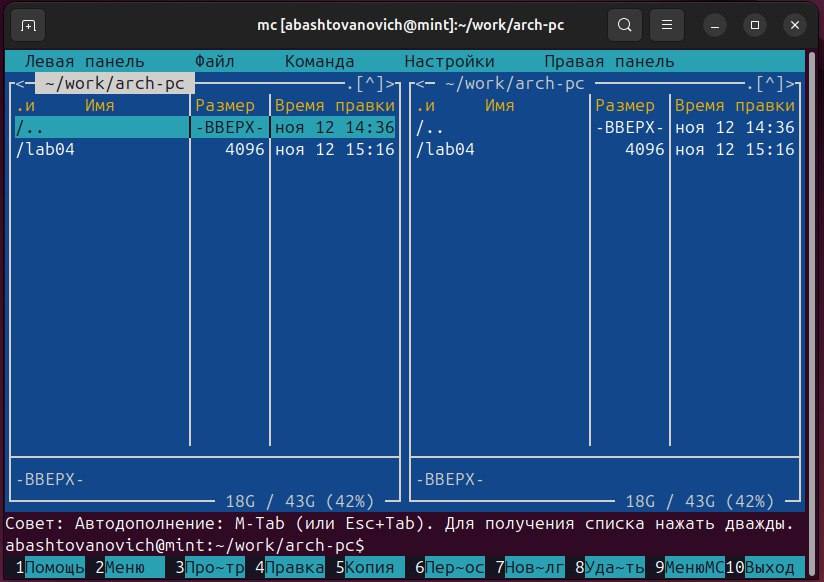 mc [abashtovanovich@mint]:~/work/arch-pc
Левая панель Файл Команда Настройки Правая панель
<─ ~/work/arch-pc .[^]> <─ ~/work/arch-pc .[^]>
.и Имя Размер Время правки .и Имя Размер Время правки
/.. -ВВЕРХ- ноя 12 14:36 /.. -ВВЕРХ- ноя 12 14:36
/lab04 4096 ноя 12 15:16 /lab04 4096 ноя 12 15:16
-ВВЕРХ- -ВВЕРХ-
18G / 43G (42%) 18G / 43G (42%)
Совет: Автодополнение: M-Tab (или Esc+Tab). Для получения списка нажать дважды.
abashtovanovich@mint:~/work/arch-pc$
1Помощь 2Меню 3Про~тр 4Правка 5Копия 6Пер~ос 7Нов~лг 8Уда~ть 9МенюMC 10Выход